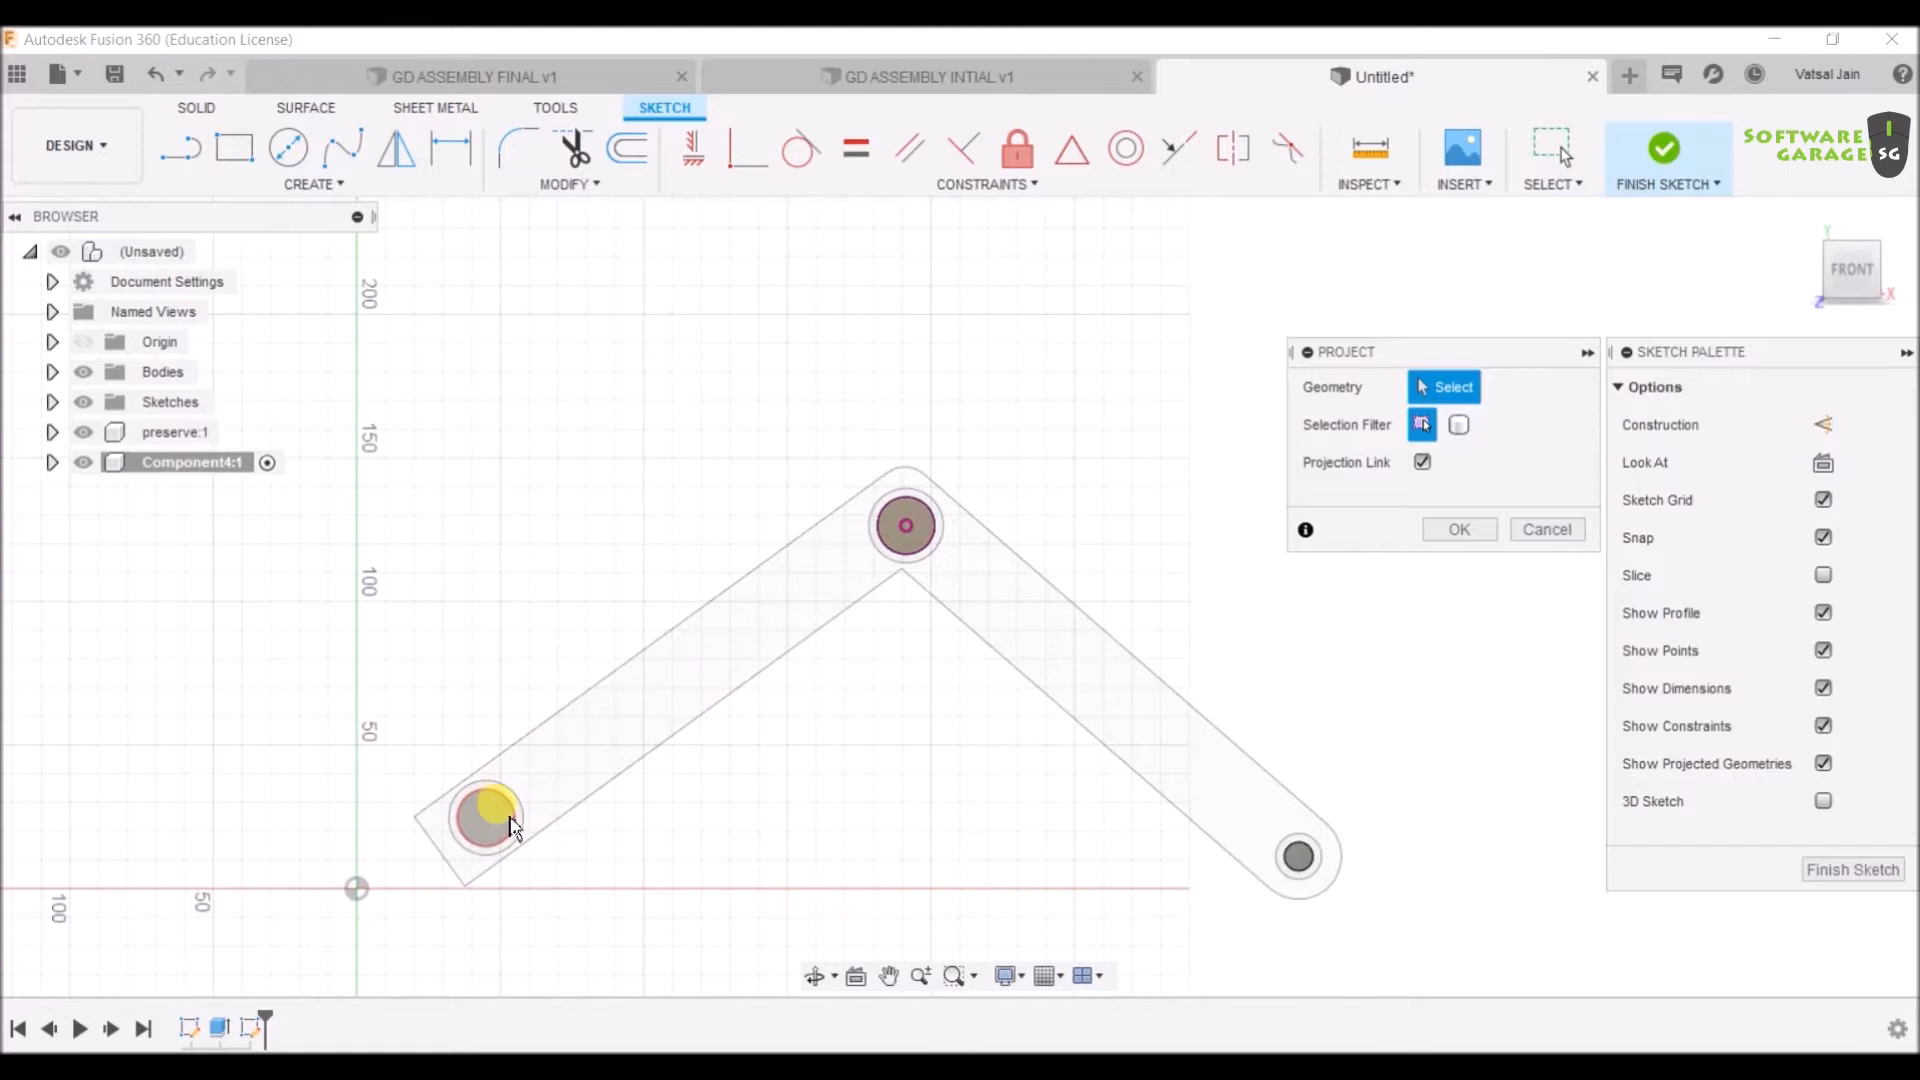 Autodesk Fusion 360 (Education License)
GD ASSEMBLY FINAL v1
GD ASSEMBLY INTIAL v1
Untitled*
Vatsal Jain
SOLID
SURFACE
SHEET METAL
TOOLS
SKETCH
DESIGN
CREATE
MODIFY
CONSTRAINTS
INSPECT
INSERT
SELECT
FINISH SKETCH
SOFTWARE
GARAGE
SG
BROWSER
(Unsaved)
Document Settings
Named Views
Origin
Bodies
Sketches
preserve:1
Component4:1
200
150
100
50
50
100
Y
FRONT
X
Z
PROJECT
Geometry
Select
Selection Filter
Projection Link
OK
Cancel
SKETCH PALETTE
Options
Construction
Look At
Sketch Grid
Snap
Slice
Show Profile
Show Points
Show Dimensions
Show Constraints
Show Projected Geometries
3D Sketch
Finish Sketch